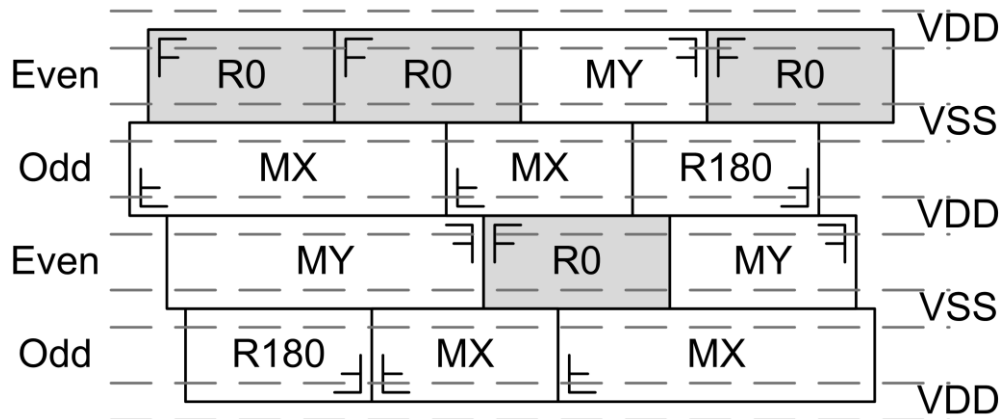 VDD
Even R0 R0 MY R0
VSS
Odd MX MX R180
VDD
Even MY R0 MY
VSS
Odd R180 MX MX
VDD